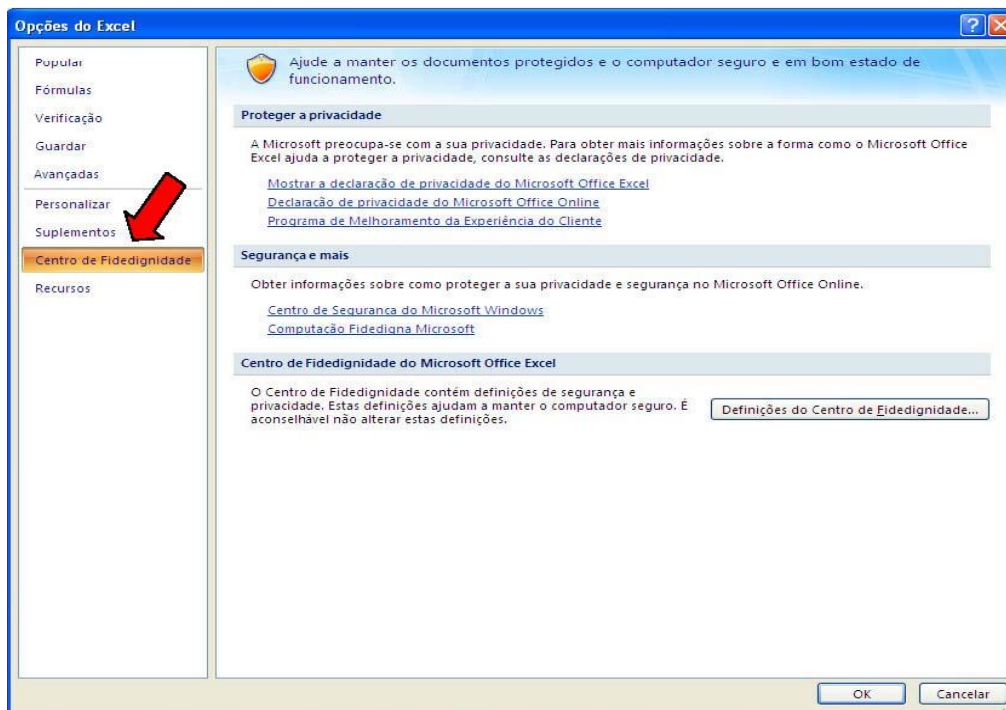 Opções do Excel
Popular
Fórmulas
Verificação
Guardar
Avançadas
Personalizar
Suplementos
Centro de Fidedignidade
Recursos
Ajude a manter os documentos protegidos e o computador seguro e em bom estado de
funcionamento.
Proteger a privacidade
A Microsoft preocupa-se com a sua privacidade. Para obter mais informações sobre a forma como o Microsoft Office
Excel ajuda a proteger a privacidade, consulte as declarações de privacidade.
Mostrar a declaração de privacidade do Microsoft Office Excel
Declaração de privacidade do Microsoft Office Online
Programa de Melhoramento da Experiência do Cliente
Segurança e mais
Obter informações sobre como proteger a sua privacidade e segurança no Microsoft Office Online.
Centro de Segurança do Microsoft Windows
Computação Fidedigna Microsoft
Centro de Fidedignidade do Microsoft Office Excel
O Centro de Fidedignidade contém definições de segurança e
privacidade. Estas definições ajudam a manter o computador seguro. É
aconselhável não alterar estas definições.
Definições do Centro de Fidedignidade...
OK
Cancelar